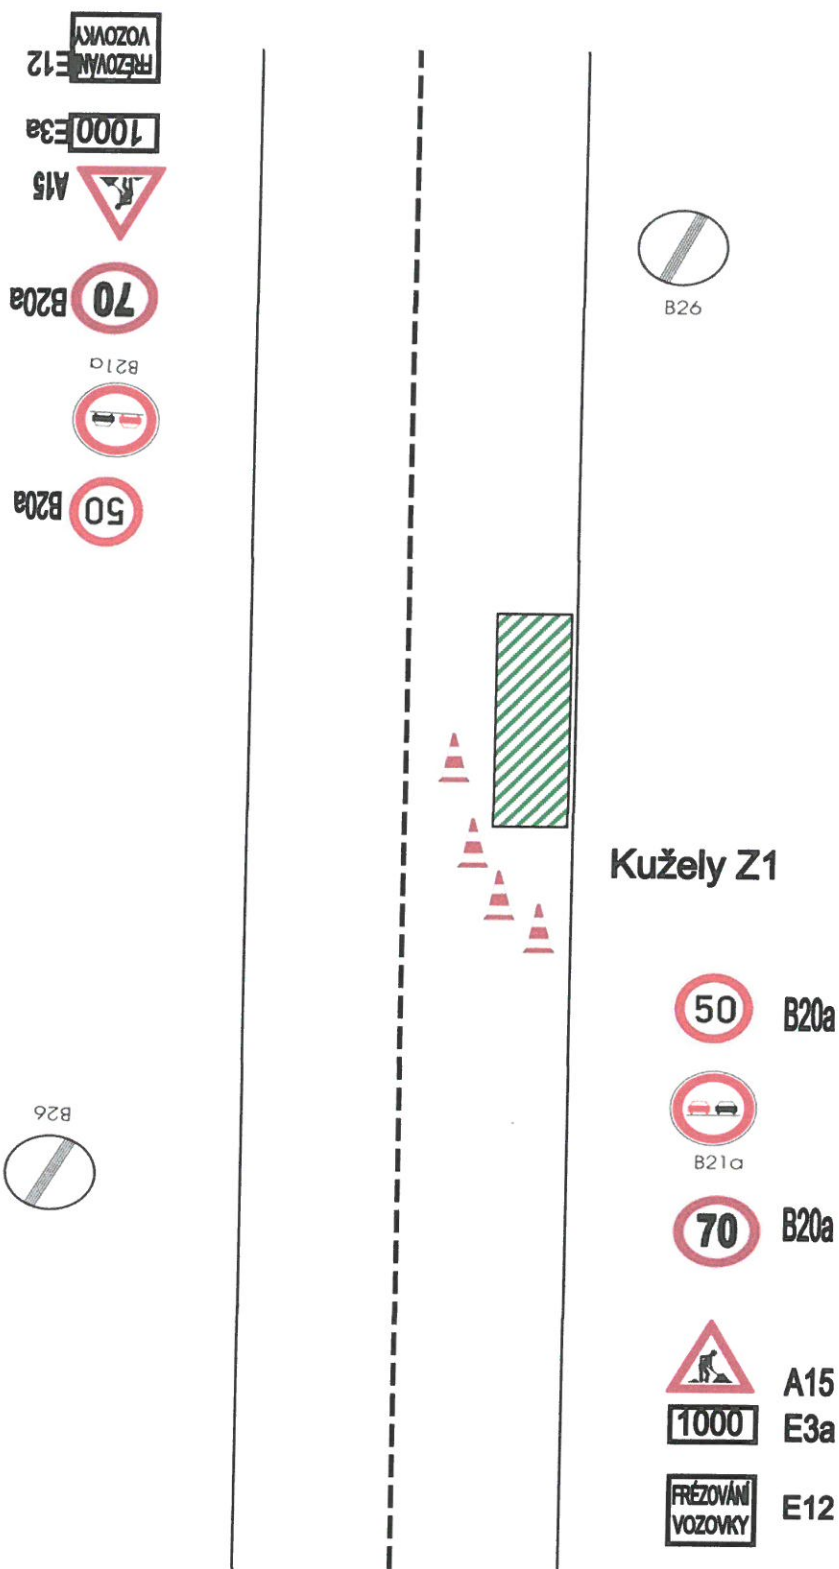 FRÉZOVÁNÍ
VOZOVKY
E12
1000
E3a
A15
70
B20a
B21a
50
B20a
B26
Kužely Z1
50
B20a
B21a
70
B20a
B26
A15
1000
E3a
FRÉZOVÁNÍ
VOZOVKY
E12